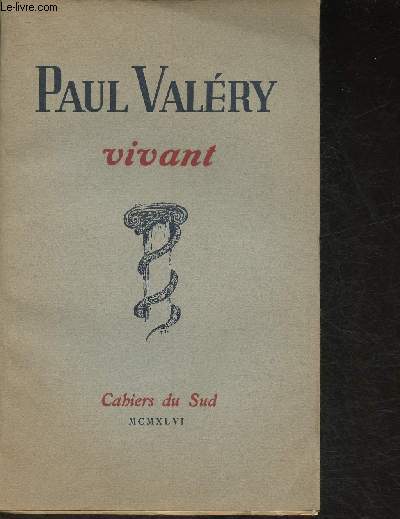 Le-livre.com
PAUL VALÉRY
vivant
Cahiers du Sud
MCMXLVI